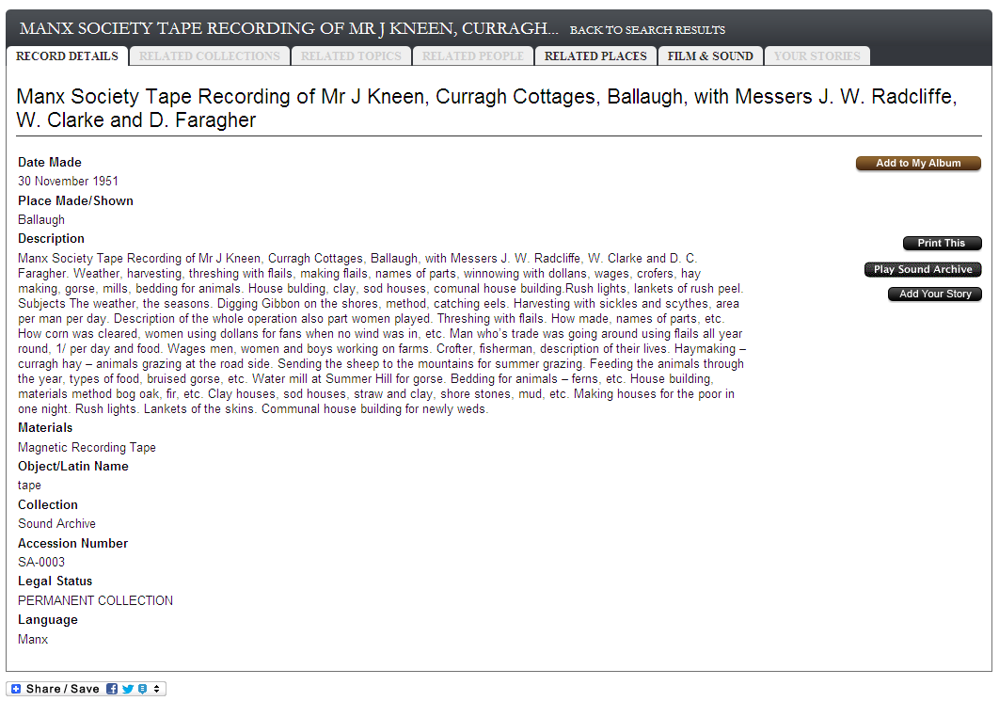 MANX SOCIETY TAPE RECORDING OF MR J KNEEN, CURRAGH... BACK TO SEARCH RESULTS
RECORD DETAILS RELATED COLLECTIONS RELATED TOPICS RELATED PEOPLE RELATED PLACES FILM & SOUND YOUR STORIES
Manx Society Tape Recording of Mr J Kneen, Curragh Cottages, Ballaugh, with Messers J. W. Radcliffe,
W. Clarke and D. Faragher
Date Made
Add to My Album
30 November 1951
Place Made/Shown
Ballaugh
Description
Print This
Manx Society Tape Recording of Mr J Kneen, Curragh Cottages, Ballaugh, with Messers J. W. Radcliffe, W. Clarke and D. C.
Faragher. Weather, harvesting, threshing with flails, making flails, names of parts, winnowing with dollans, wages, crofers, hay
Play Sound Archive
making, gorse, mills, bedding for animals. House bulding, clay, sod houses, comunal house building.Rush lights, lankets of rush peel.
Add Your Story
Subjects The weather, the seasons. Digging Gibbon on the shores, method, catching eels. Harvesting with sickles and scythes, area
per man per day. Description of the whole operation also part women played. Threshing with flails. How made, names of parts, etc.
How corn was cleared, women using dollans for fans when no wind was in, etc. Man who's trade was going around using flails all year
round, 1/ per day and food. Wages men, women and boys working on farms. Crofter, fisherman, description of their lives. Haymaking –
curragh hay – animals grazing at the road side. Sending the sheep to the mountains for summer grazing. Feeding the animals through
the year, types of food, bruised gorse, etc. Water mill at Summer Hill for gorse. Bedding for animals – ferns, etc. House building,
materials method bog oak, fir, etc. Clay houses, sod houses, straw and clay, shore stones, mud, etc. Making houses for the poor in
one night. Rush lights. Lankets of the skins. Communal house building for newly weds.
Materials
Magnetic Recording Tape
Object/Latin Name
tape
Collection
Sound Archive
Accession Number
SA-0003
Legal Status
PERMANENT COLLECTION
Language
Manx
Share / Save